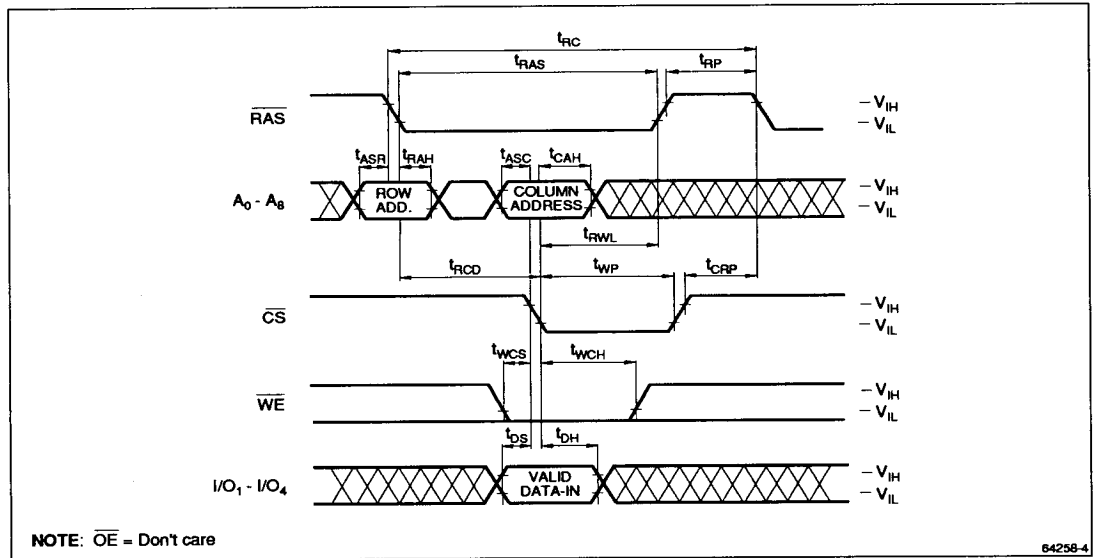 tRC
tRAS
tRP
RAS
– VIH
– VIL
tASR
tRAH
tASC
tCAH
A0 - A8
ROW
ADD.
COLUMN
ADDRESS
– VIH
– VIL
tRWL
tRCD
tWP
tCRP
CS
– VIH
– VIL
tWCS
tWCH
WE
– VIH
– VIL
tDS
tDH
I/O1 - I/O4
VALID
DATA-IN
– VIH
– VIL
NOTE: OE = Don't care
64258-4